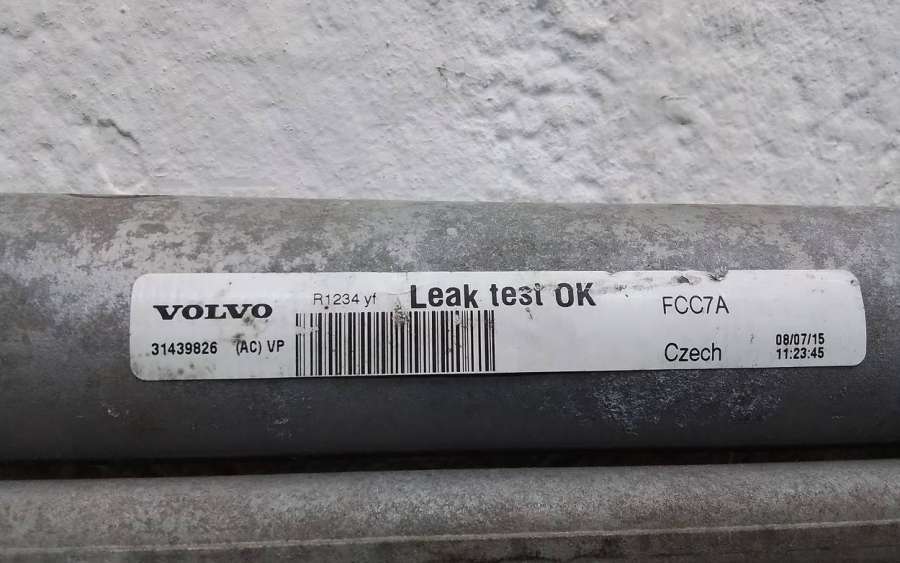 VOLVO
R1234 yf
Leak test OK
FCC7A
31439826 (AC) VP
Czech
08/07/15
11:23:45